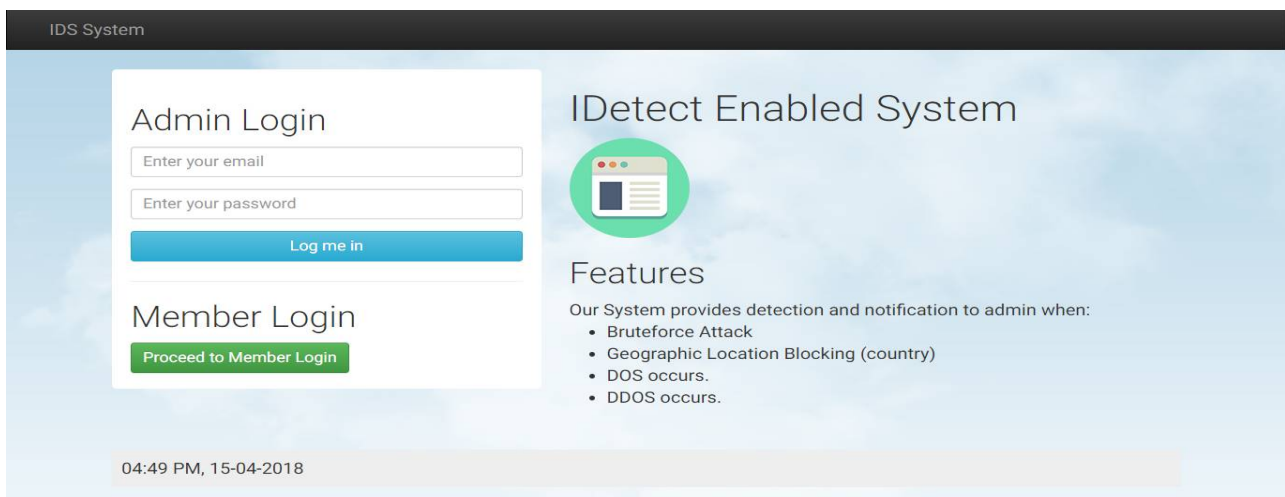 IDS System
Admin Login
Enter your email
Enter your password
Log me in
Member Login
Proceed to Member Login
IDetect Enabled System
Features
Our System provides detection and notification to admin when:
• Bruteforce Attack
• Geographic Location Blocking (country)
• DOS occurs.
• DDOS occurs.
04:49 PM, 15-04-2018